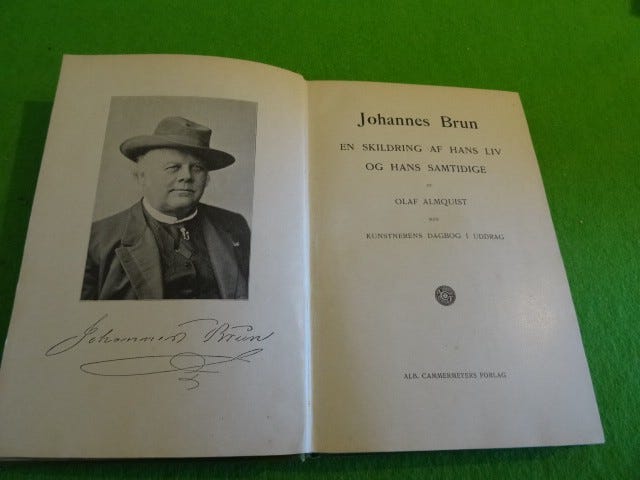 Johannes Brun
Johannes Brun
EN SKILDRING AF HANS LIV
OG HANS SAMTIDIGE
AF
OLAF ALMQUIST
MED
KUNSTNERENS DAGBOG I UDDRAG
ALB. CAMMERMEYERS FORLAG